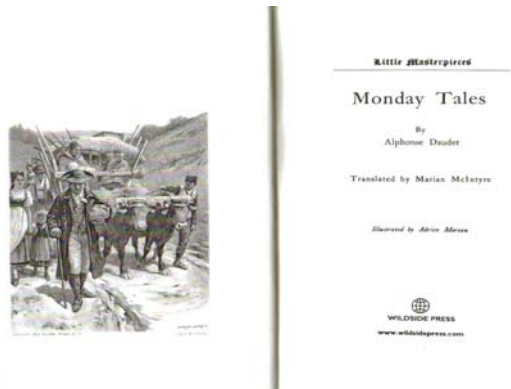 Little Masterpieces
Monday Tales
By
Alphonse Daudet
Translated by Marian McIntyre
Illustrated by Adrien Moreau
WILDSIDE PRESS
www.wildsidepress.com